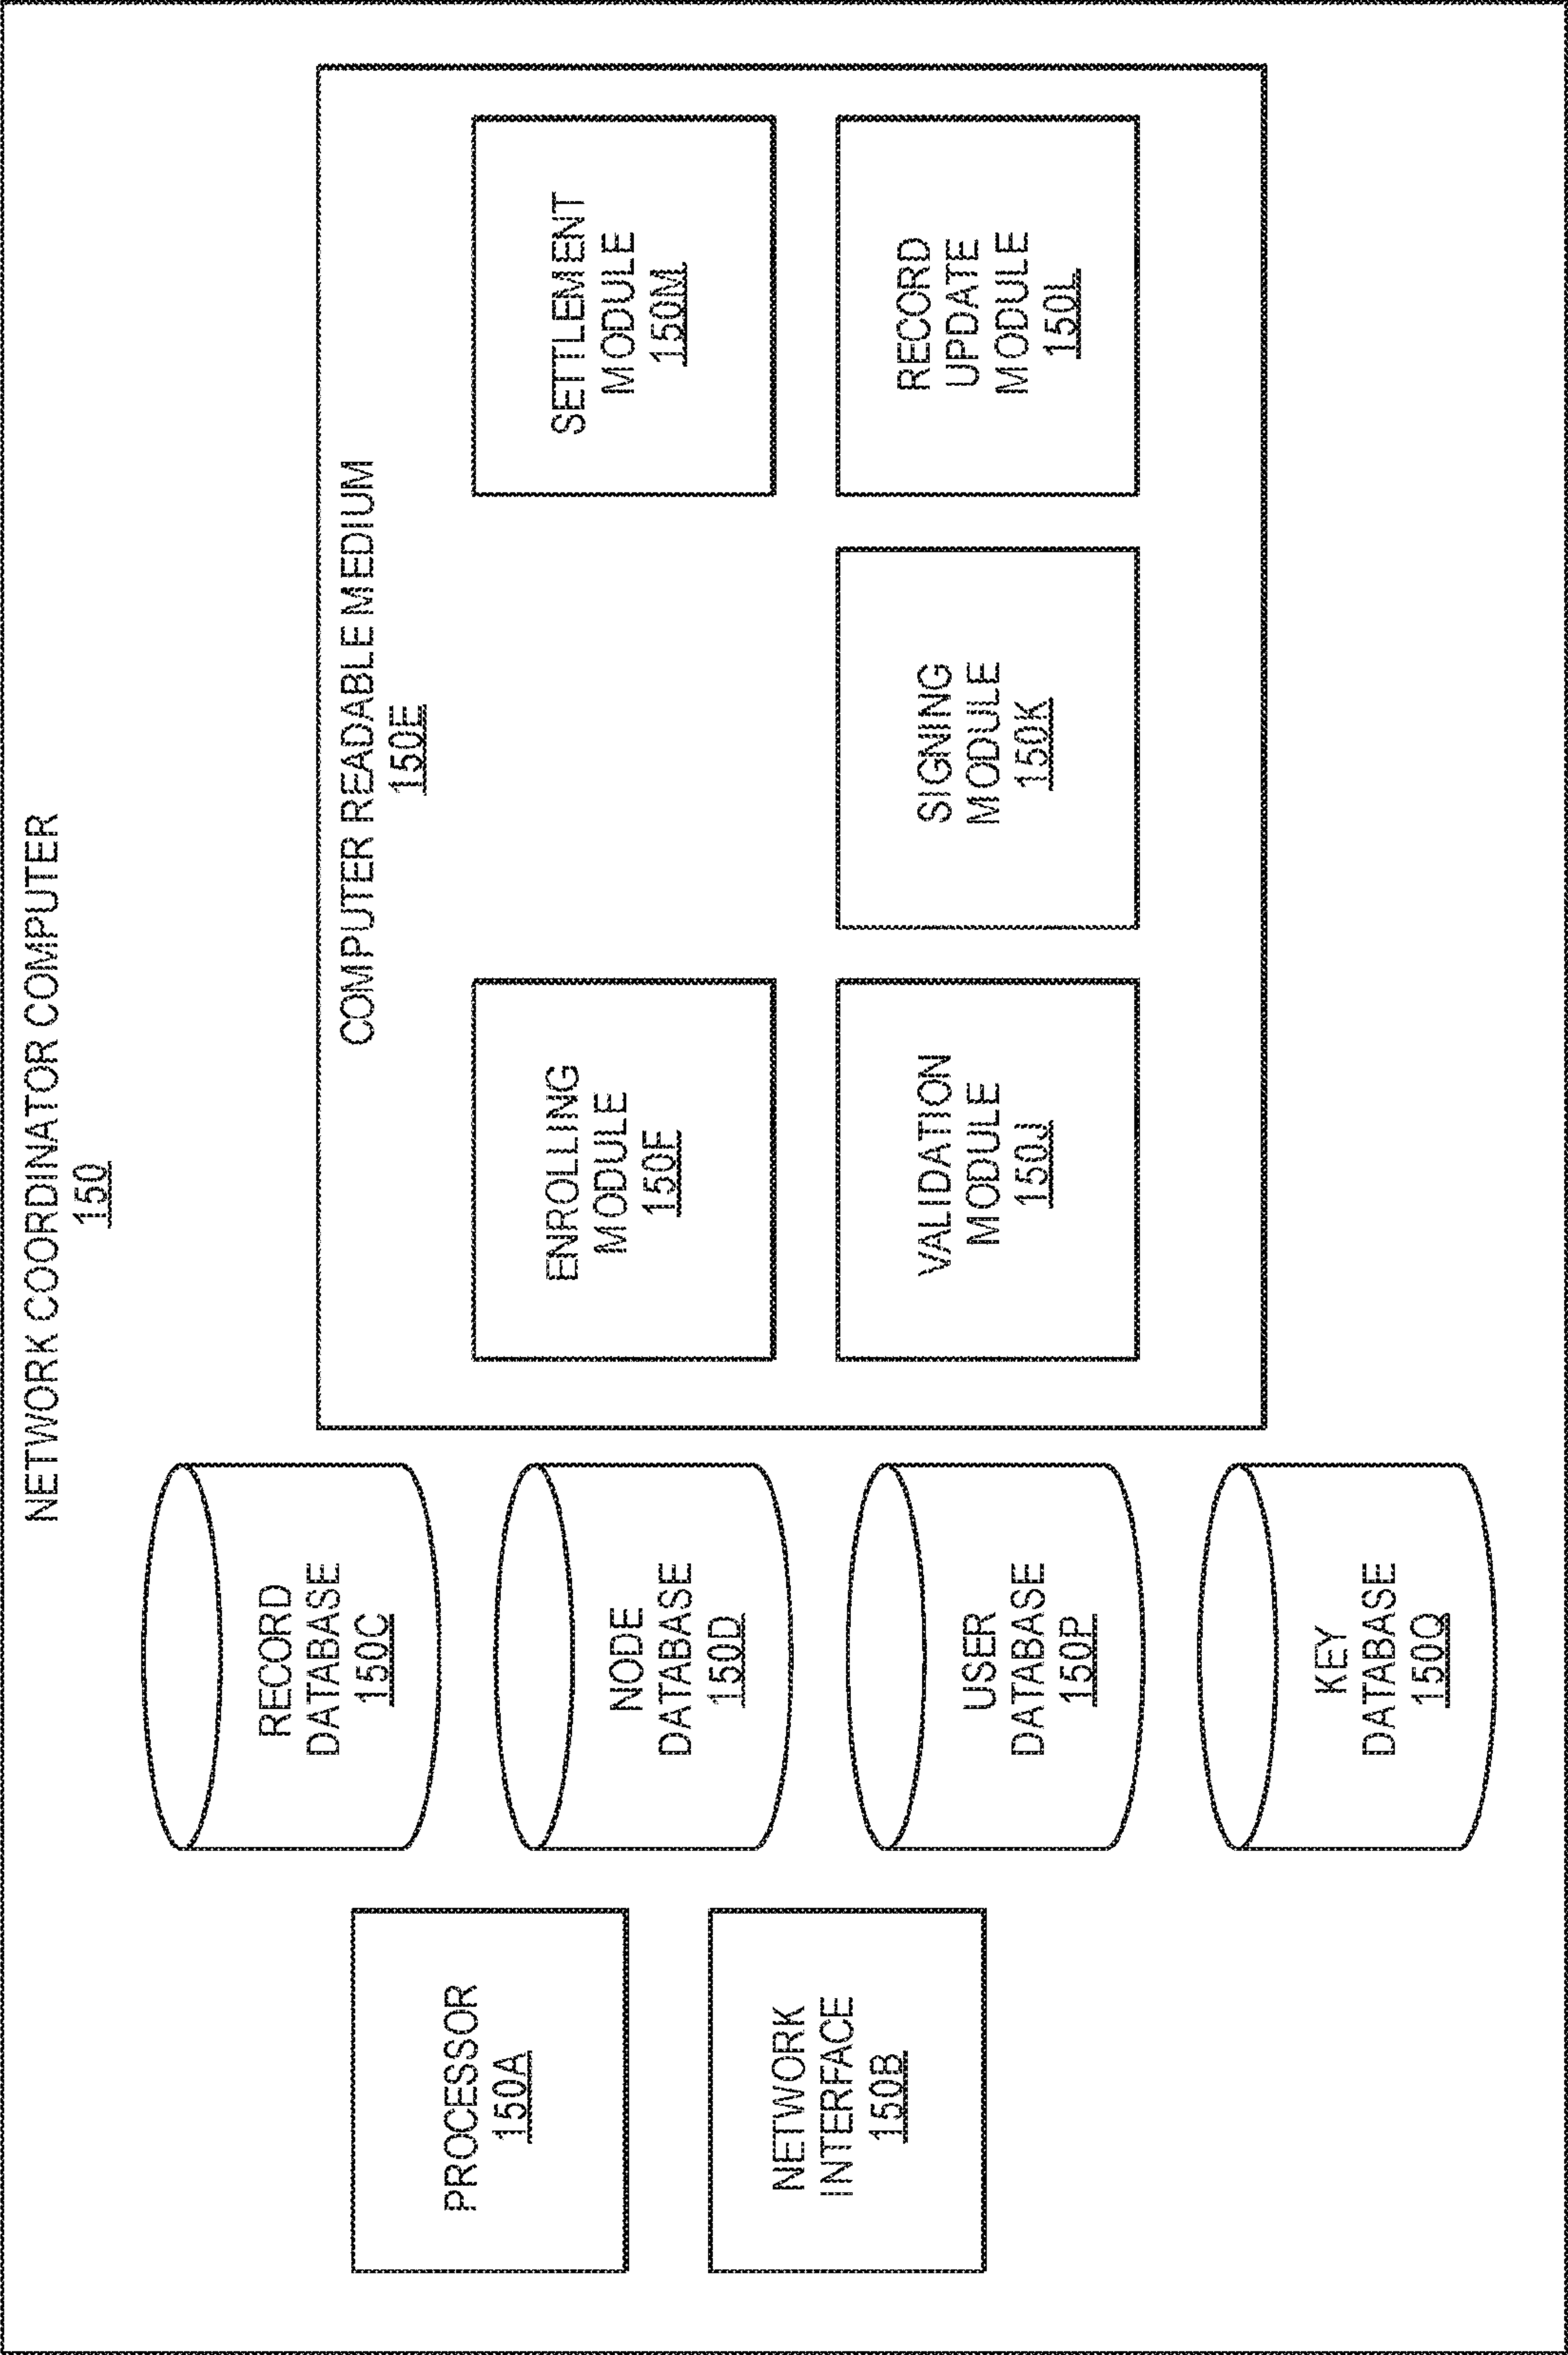 NETWORK COORDINATOR COMPUTER
150
PROCESSOR
150A
NETWORK
INTERFACE
150B
RECORD
DATABASE
150C
NODE
DATABASE
150D
USER
DATABASE
150P
KEY
DATABASE
150Q
COMPUTER READABLE MEDIUM
150E
ENROLLING
MODULE
150F
SETTLEMENT
MODULE
150M
VALIDATION
MODULE
150J
SIGNING
MODULE
150K
RECORD
UPDATE
MODULE
150L